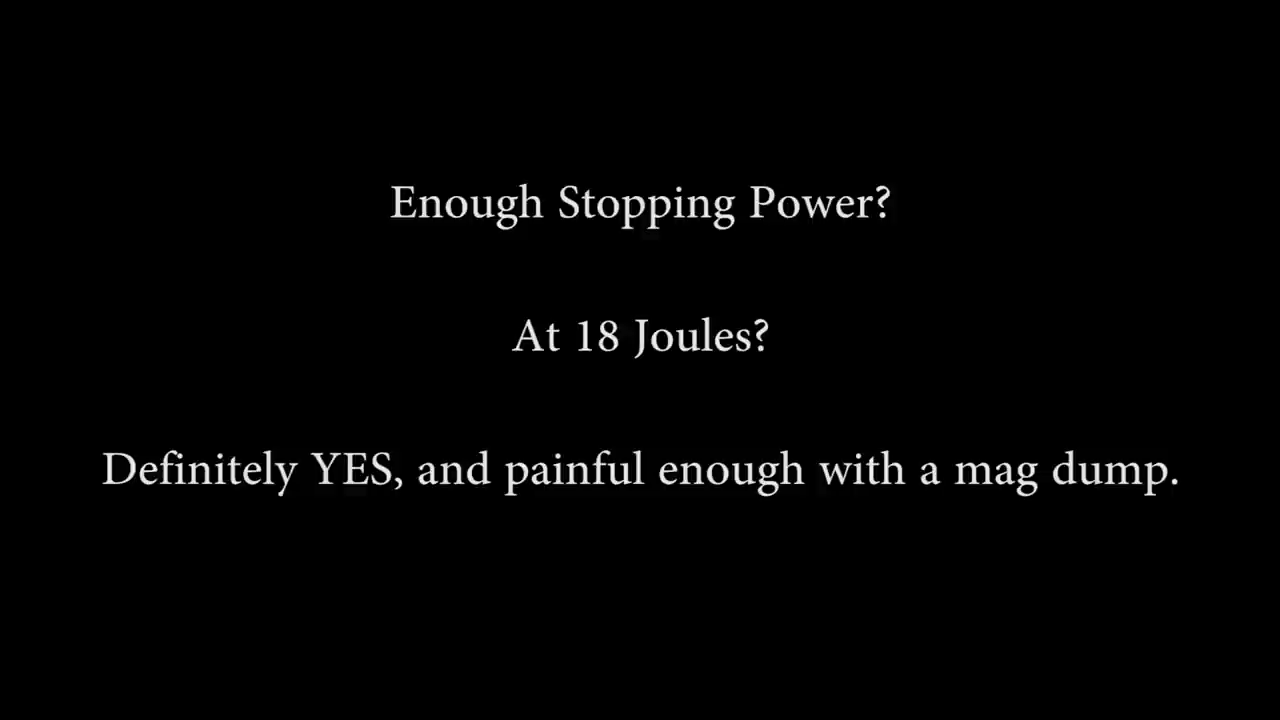 Enough Stopping Power?
At 18 Joules?
Definitely YES, and painful enough with a mag dump.